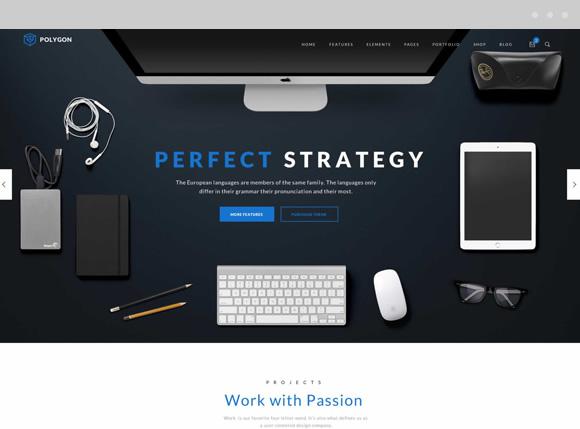 POLYGON
HOME FEATURES ELEMENTS PAGES PORTFOLIO SHOP BLOG
PERFECT STRATEGY
The European languages are members of the same family. The languages only
differ in their grammar their pronunciation and their most.
MORE FEATURES PURCHASE THEME
PROJECTS
Work with Passion
Work is our favorite four letter word. It's also what defines us as
a user centered design company.